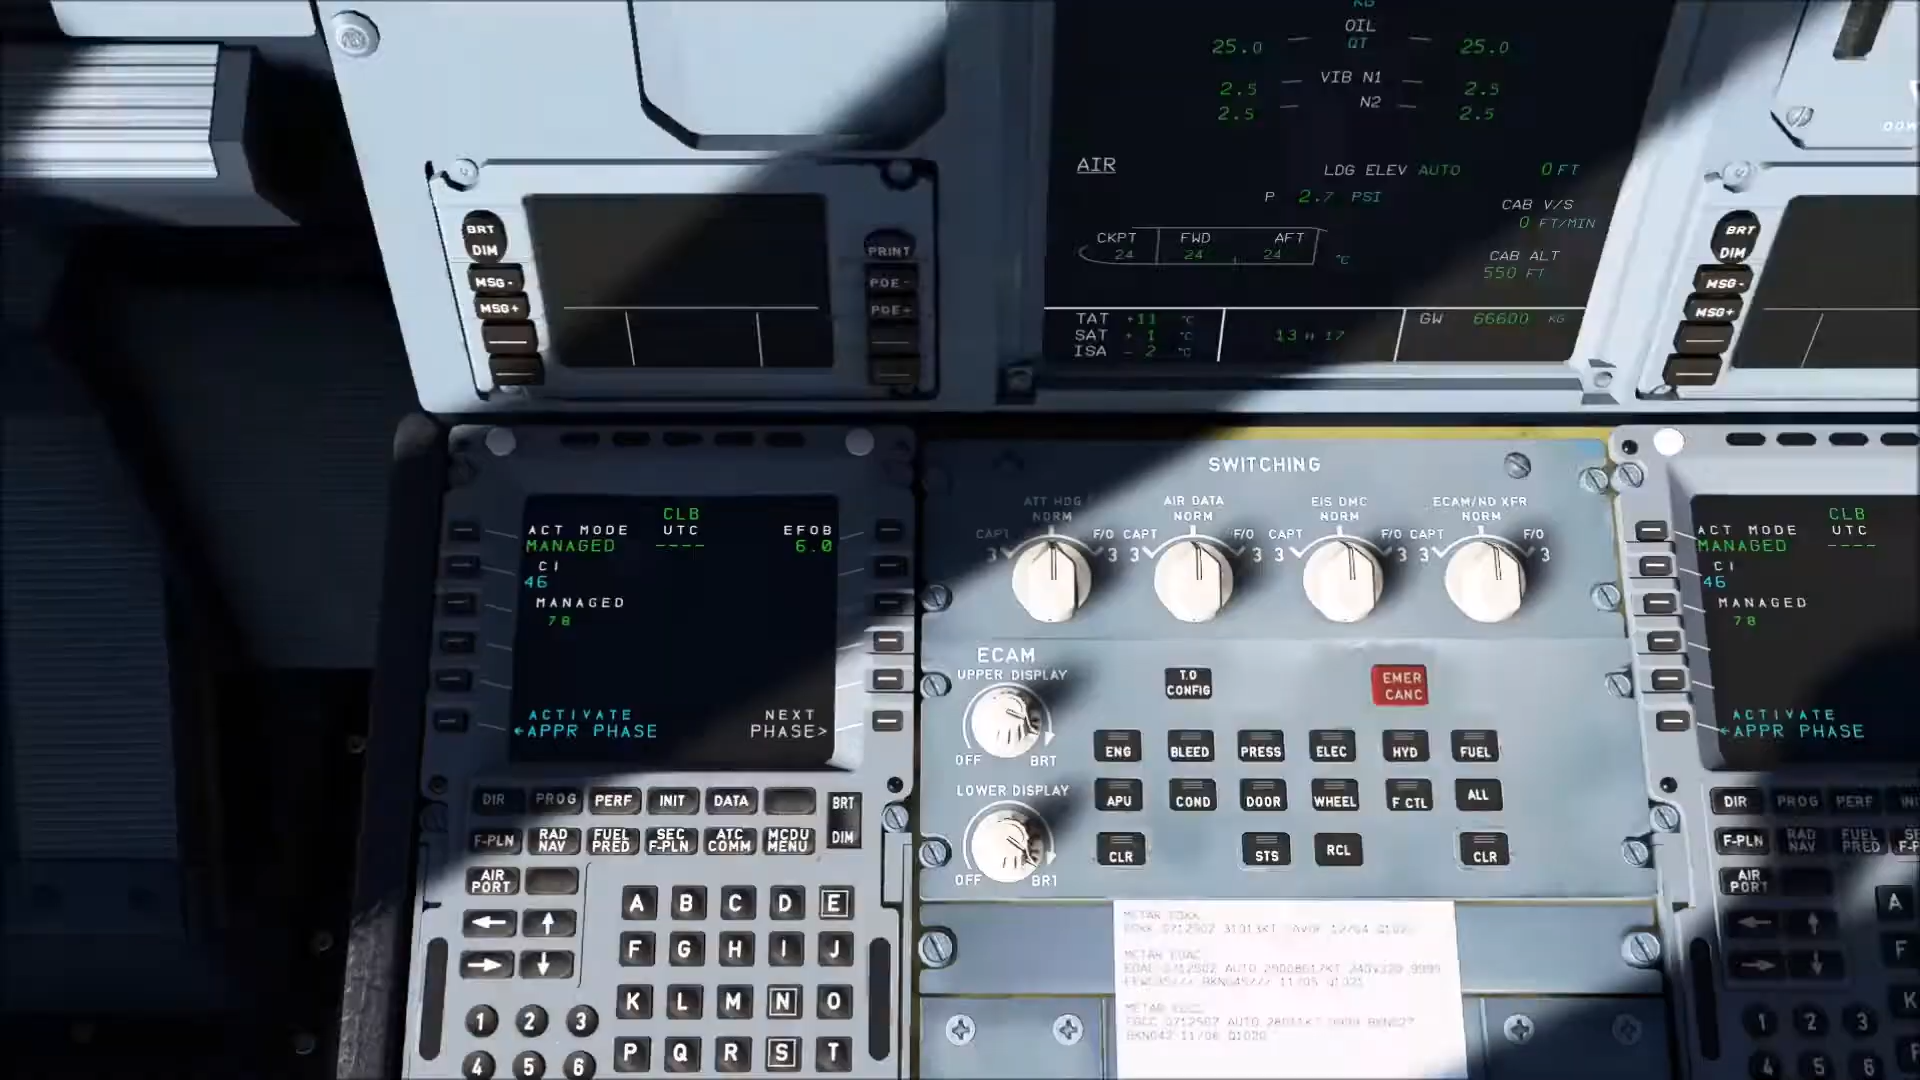 OIL
25.0 QT 25.0
VIB N1
2.5 2.5
N2
2.5 2.5
AIR
LDG ELEV AUTO 0 FT
P 2.7 PSI
CAB V/S
0 FT/MIN
CKPT FWD AFT
24 24 24 °C
CAB ALT
550 FT
TAT +11 °C
SAT + 1 °C
ISA - 2 °C
13 H 17
GW 66600 KG
BRT
DIM
MSG-
MSG+
PRINT
BRT
DIM
MSG-
MSG+
CLB
ACT MODE UTC EFOB
MANAGED ---- 6.0
CI
46
MANAGED
78
ACTIVATE NEXT
←APPR PHASE PHASE>
DIR PROG PERF INIT DATA
BRT
DIM
F-PLN RAD NAV FUEL PRED SEC F-PLN ATC COMM MCDU MENU
AIR PORT
← ↑
→ ↓
A B C D E
F G H I J
K L M N O
P Q R S T
1 2 3
4 5 6
SWITCHING
ATT HDG AIR DATA EIS DMC ECAM/ND XFR
NORM NORM NORM NORM
CAPT F/O CAPT F/O CAPT F/O CAPT F/O
3 3 3 3 3 3 3 3
ECAM
UPPER DISPLAY
OFF BRT
LOWER DISPLAY
OFF BRT
T.O CONFIG
EMER CANC
ENG BLEED PRESS ELEC HYD FUEL
APU COND DOOR WHEEL F CTL ALL
CLR STS RCL CLR
CLB
ACT MODE UTC
MANAGED ----
CI
46
MANAGED
78
ACTIVATE
←APPR PHASE
DIR PROG PERF
F-PLN RAD NAV FUEL PRED
AIR PORT
← ↑
→ ↓
A
F
K
1 2 3
4 5 6